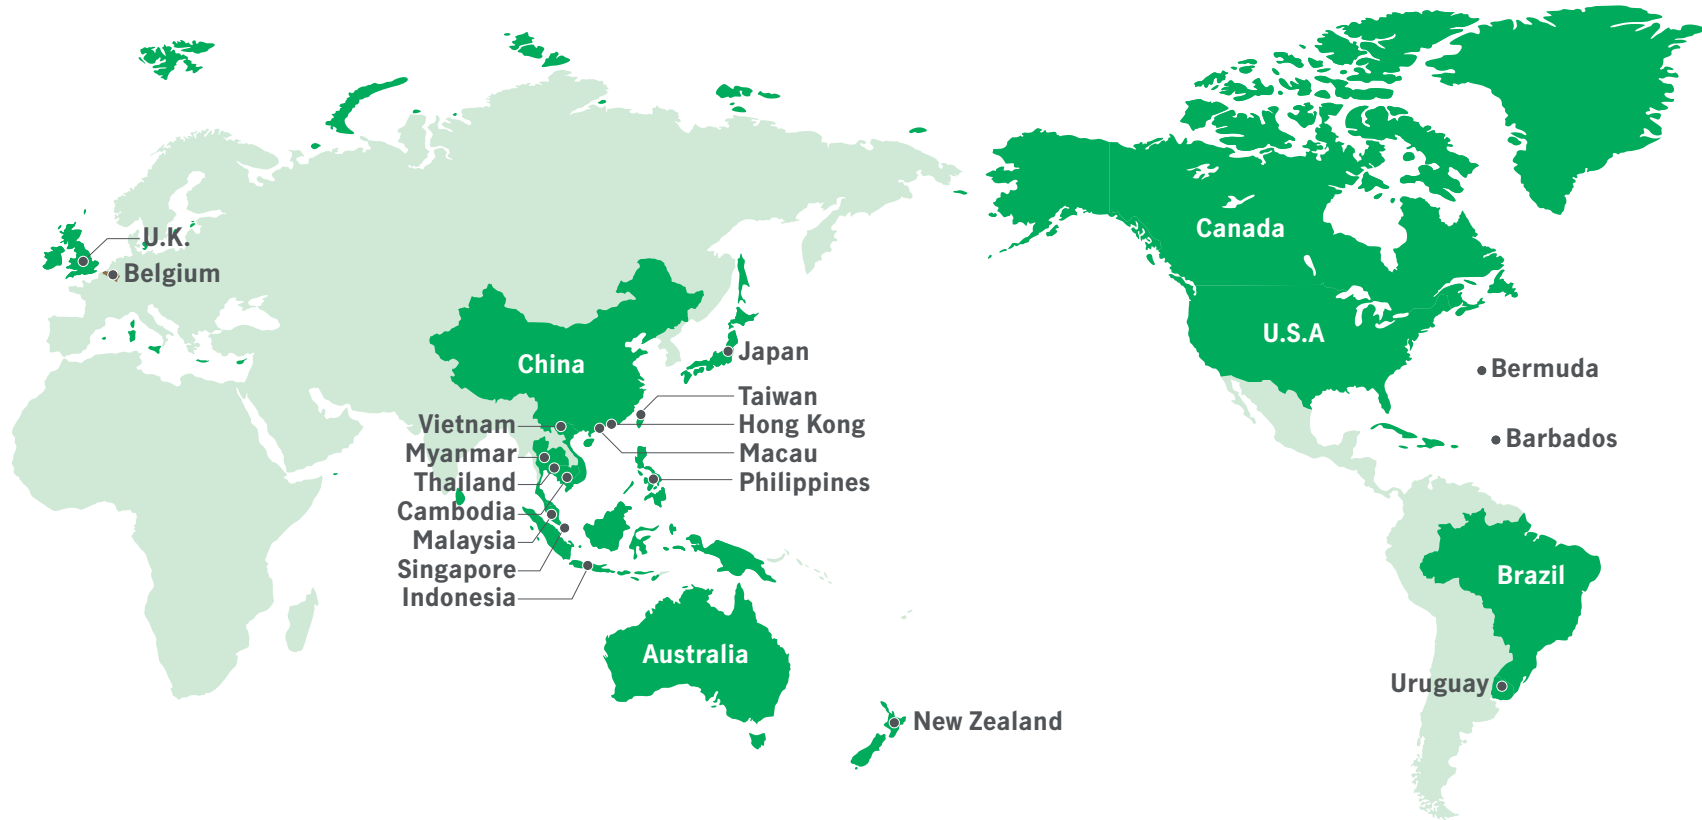 U.K.
Belgium
Canada
U.S.A
China
Japan
Bermuda
Taiwan
Vietnam
Hong Kong
Barbados
Myanmar
Macau
Thailand
Philippines
Cambodia
Malaysia
Singapore
Brazil
Indonesia
Australia
Uruguay
New Zealand